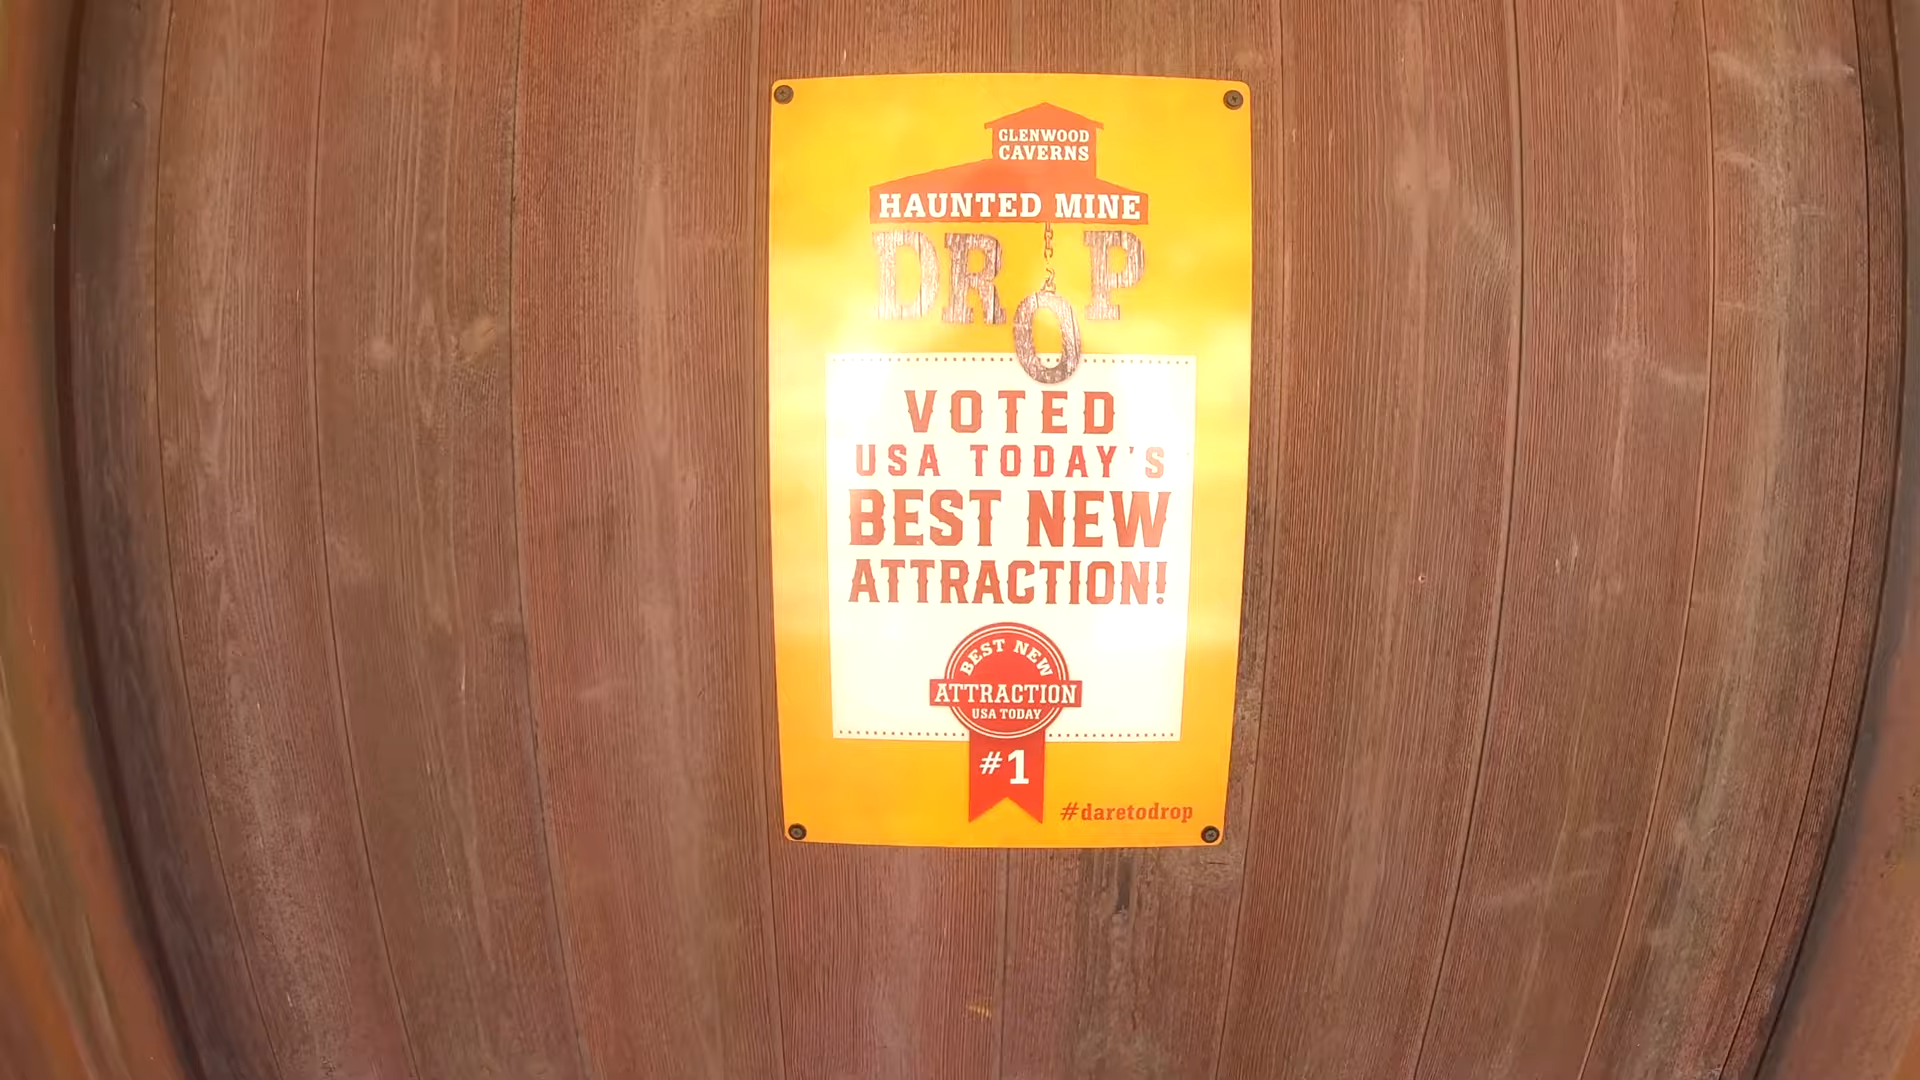 GLENWOOD
CAVERNS
HAUNTED MINE
DROP
VOTED
USA TODAY'S
BEST NEW
ATTRACTION!
BEST NEW
ATTRACTION
USA TODAY
#1
#daretodrop